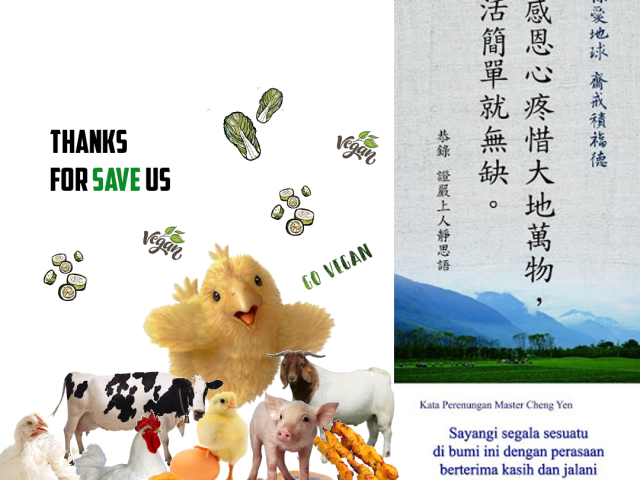 THANKS
FOR SAVE US
Vegan
Vegan
GO VEGAN
愛地球 齋戒積福德
感恩心疼惜大地萬物，
活簡單就無缺。
恭錄 證嚴上人靜思語
Kata Perenungan Master Cheng Yen
Sayangi segala sesuatu
di bumi ini dengan perasaan
berterima kasih dan jalani